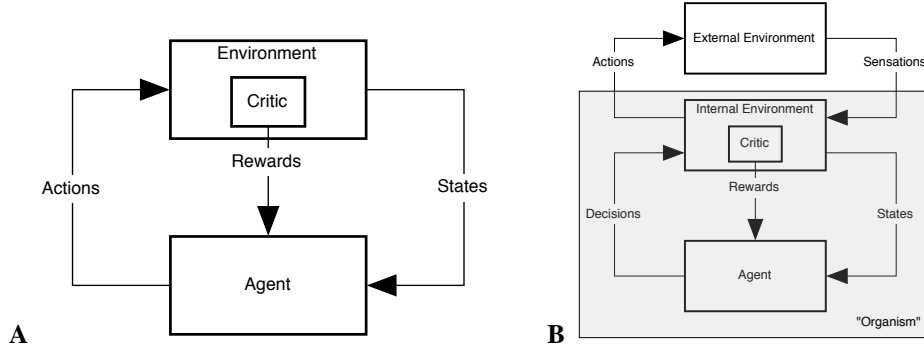 Environment
Critic
Rewards
Actions
States
Agent
A
External Environment
Actions
Sensations
Internal Environment
Critic
Rewards
Decisions
States
Agent
"Organism"
B